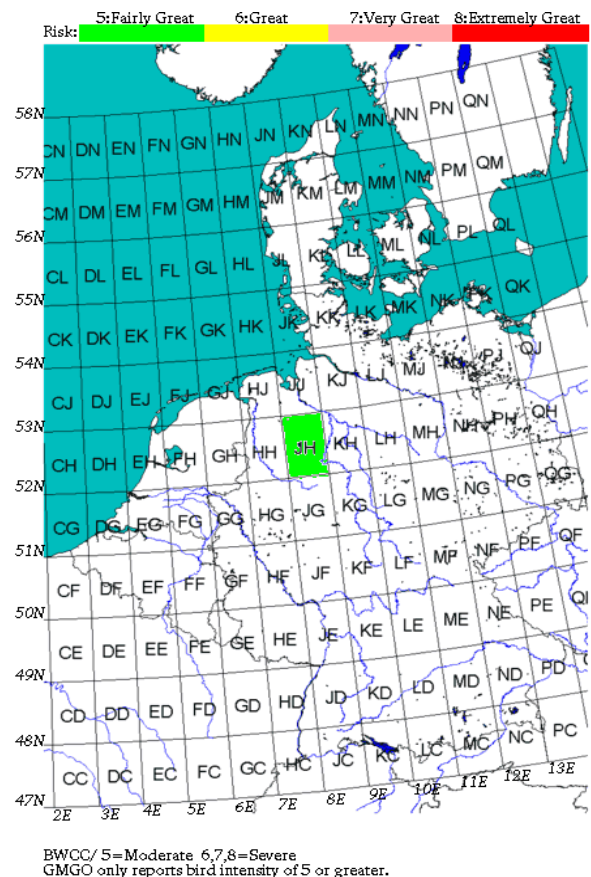 5:Fairly Great 6:Great 7:Very Great 8:Extremely Great
Risk:
58N
CN DN EN FN GN HN JN KN LN MN NN PN QN
57N
CM DM EM FM GM HM JM KM LM MM NM PM QM
56N
CL DL EL FL GL HL JL KL LL ML NL PL QL
55N
CK DK EK FK GK HK JK KK LK MK NK PK QK
54N
CJ DJ EJ FJ GJ HJ JJ KJ LJ MJ NJ PJ QJ
53N
CH DH EH FH GH HH JH KH LH MH NH PH QH
52N
CG DG EG FG GG HG JG KG LG MG NG PG QG
51N
CF DF EF FF GF HF JF KF LF MF NF PF QF
50N
CE DE EE FE GE HE JE KE LE ME NE PE
49N
CD DD ED FD GD HD JD KD LD MD ND PD
48N
CC DC EC FC GC HC JC KC LC MC NC PC
47N
2E 3E 4E 5E 6E 7E 8E 9E 10E 11E 12E 13E
BWCC/ 5=Moderate 6,7,8=Severe
GMGO only reports bird intensity of 5 or greater.